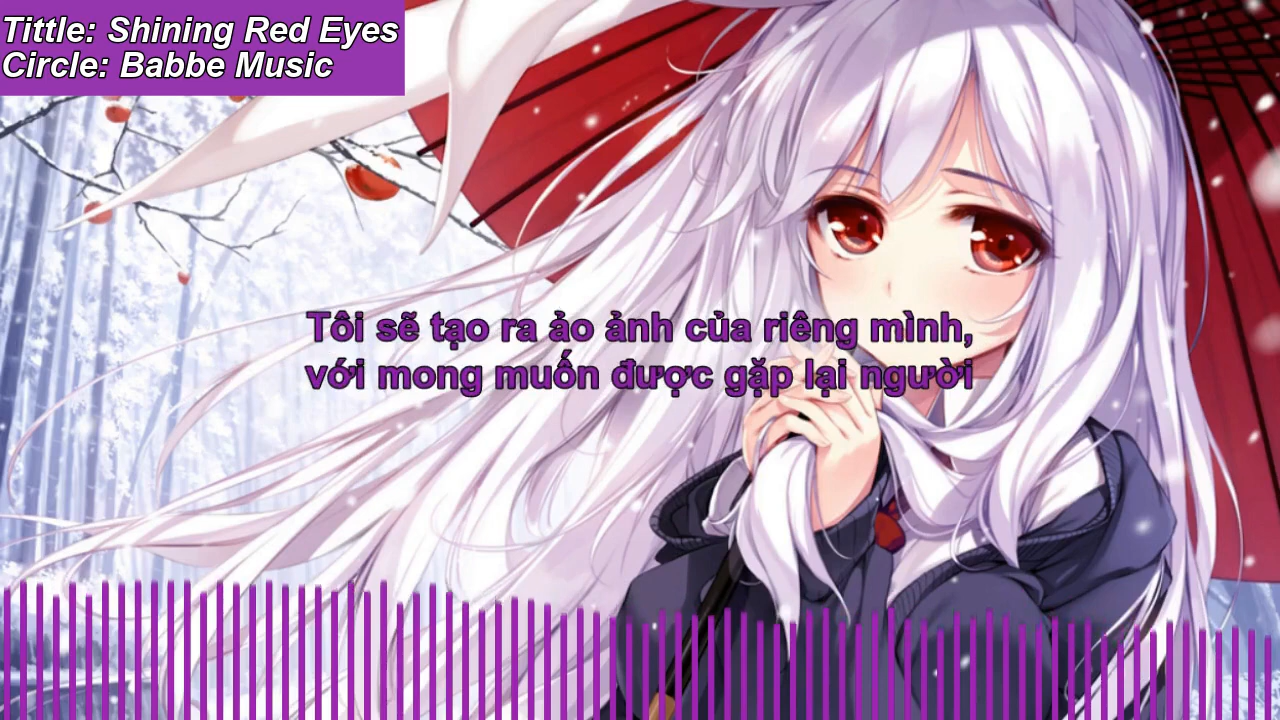 Tittle: Shining Red Eyes
Circle: Babbe Music
Tôi sẽ tạo ra ảo ảnh của riêng mình,
với mong muốn được gặp lại người